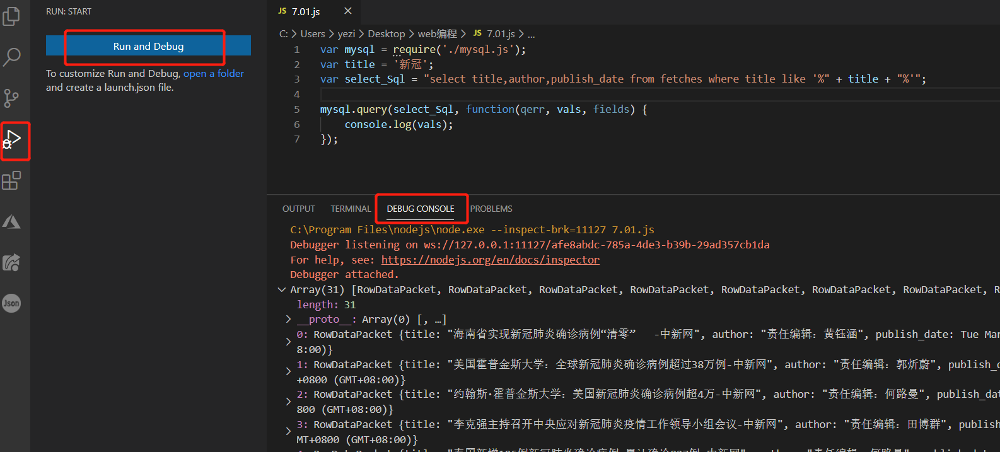 RUN: START
Run and Debug
To customize Run and Debug, open a folder
and create a launch.json file.
Json
JS 7.01.js
C: > Users > yezi > Desktop > web编程 > JS 7.01.js > ...
1 var mysql = require('./mysql.js');
2 var title = '新冠';
3 var select_Sql = "select title,author,publish_date from fetches where title like '%" + title + "%'";
4
5 mysql.query(select_Sql, function(qerr, vals, fields) {
6 console.log(vals);
7 });
OUTPUT TERMINAL DEBUG CONSOLE PROBLEMS
C:\Program Files\nodejs\node.exe --inspect-brk=11127 7.01.js
Debugger listening on ws://127.0.0.1:11127/afe8abdc-785a-4de3-b39b-29ad357cb1da
For help, see: https://nodejs.org/en/docs/inspector
Debugger attached.
Array(31) [RowDataPacket, RowDataPacket, RowDataPacket, RowDataPacket, RowDataPacket, RowDataPacket, RowDataPacket, R
length: 31
__proto__: Array(0) [, …]
0: RowDataPacket {title: "海南省实现新冠肺炎确诊病例“清零” -中新网", author: "责任编辑：黄钰涵", publish_date: Tue Mar
8:00)}
1: RowDataPacket {title: "美国霍普金斯大学：全球新冠肺炎确诊病例超过38万例-中新网", author: "责任编辑：郭炘蔚", publish_d
+0800 (GMT+08:00)}
2: RowDataPacket {title: "约翰斯·霍普金斯大学：美国新冠肺炎确诊病例超4万-中新网", author: "责任编辑：何路曼", publish_dat
800 (GMT+08:00)}
3: RowDataPacket {title: "李克强主持召开中央应对新冠肺炎疫情工作领导小组会议-中新网", author: "责任编辑：田博群", publish
MT+0800 (GMT+08:00)}